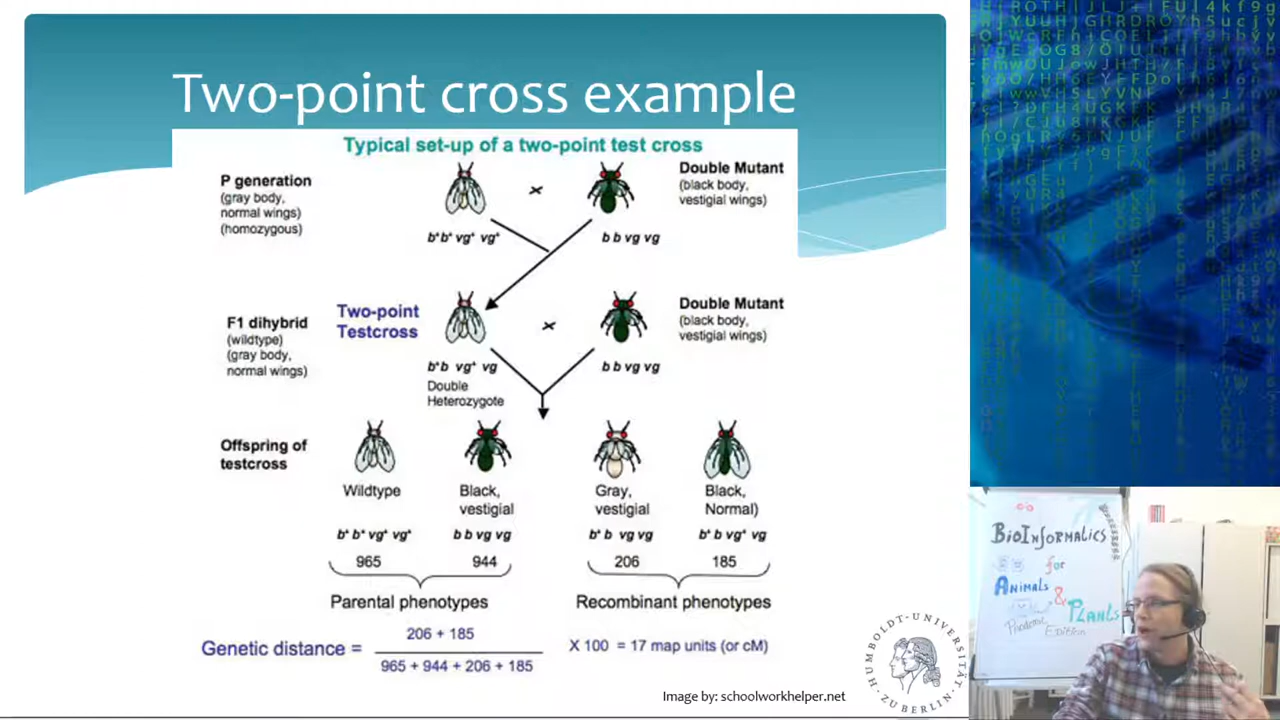 Two-point cross example
Typical set-up of a two-point test cross
P generation
(gray body,
normal wings)
(homozygous)
x
Double Mutant
(black body,
vestigial wings)
b⁺b⁺ vg⁺ vg⁺
b b vg vg
Two-point
Testcross
F1 dihybrid
(wildtype)
(gray body,
normal wings)
x
Double Mutant
(black body,
vestigial wings)
b⁺b vg⁺ vg
Double
Heterozygote
b b vg vg
Offspring of
testcross
Wildtype
Black,
vestigial
Gray,
vestigial
Black,
Normal)
b⁺ b⁺ vg⁺ vg⁺
b b vg vg
b⁺ b vg vg
b⁺ b vg vg
965
944
206
185
Parental phenotypes
Recombinant phenotypes
Genetic distance =
206 + 185
965 + 944 + 206 + 185
X 100 = 17 map units (or cM)
Image by: schoolworkhelper.net
HUMBOLDT-UNIVERSITÄT
ZU BERLIN
BioInformatics
for
Animals
&
Plants
Pandemic
Edition